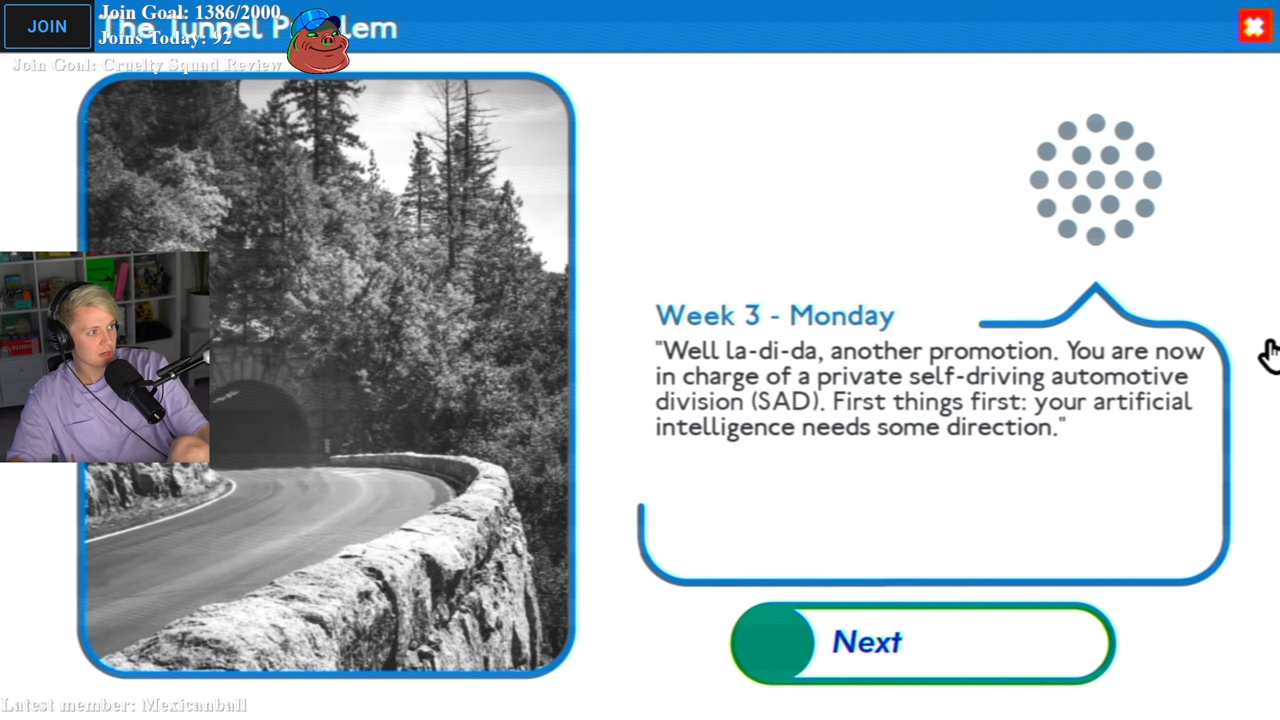 JOIN
Join Goal: 1386/2000
The Tunnel P lem
Joins Today: 92
Join Goal: Cruelty Squad Review
Week 3 - Monday
"Well la-di-da, another promotion. You are now
in charge of a private self-driving automotive
division (SAD). First things first: your artificial
intelligence needs some direction."
Next
Latest member: Mexicanball